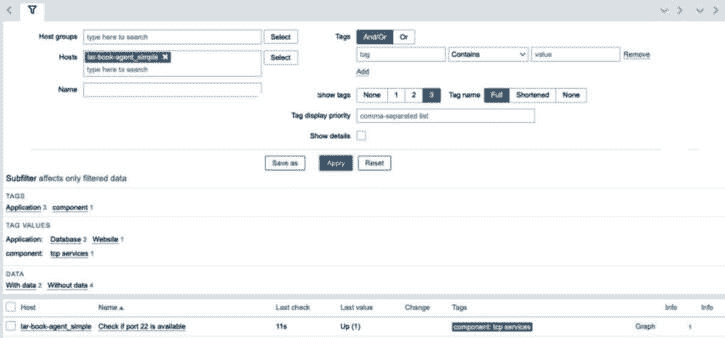 Host groups type here to search Select Tags And/Or Or
Hosts lar-book-agent_simple Select tag Contains value Remove
type here to search Add
Name
Show tags None 1 2 3 Tag name Full Shortened None
Tag display priority comma-separated list
Show details
Save as Apply Reset
Subfilter affects only filtered data
TAGS
Application 3 component 1
TAG VALUES
Application: Database 2 Website 1
component: tcp services 1
DATA
With data 2 Without data 4
Host Name Last check Last value Change Tags Info Info
lar-book-agent_simple Check if port 22 is available 11s Up (1) component: tcp services Graph 1